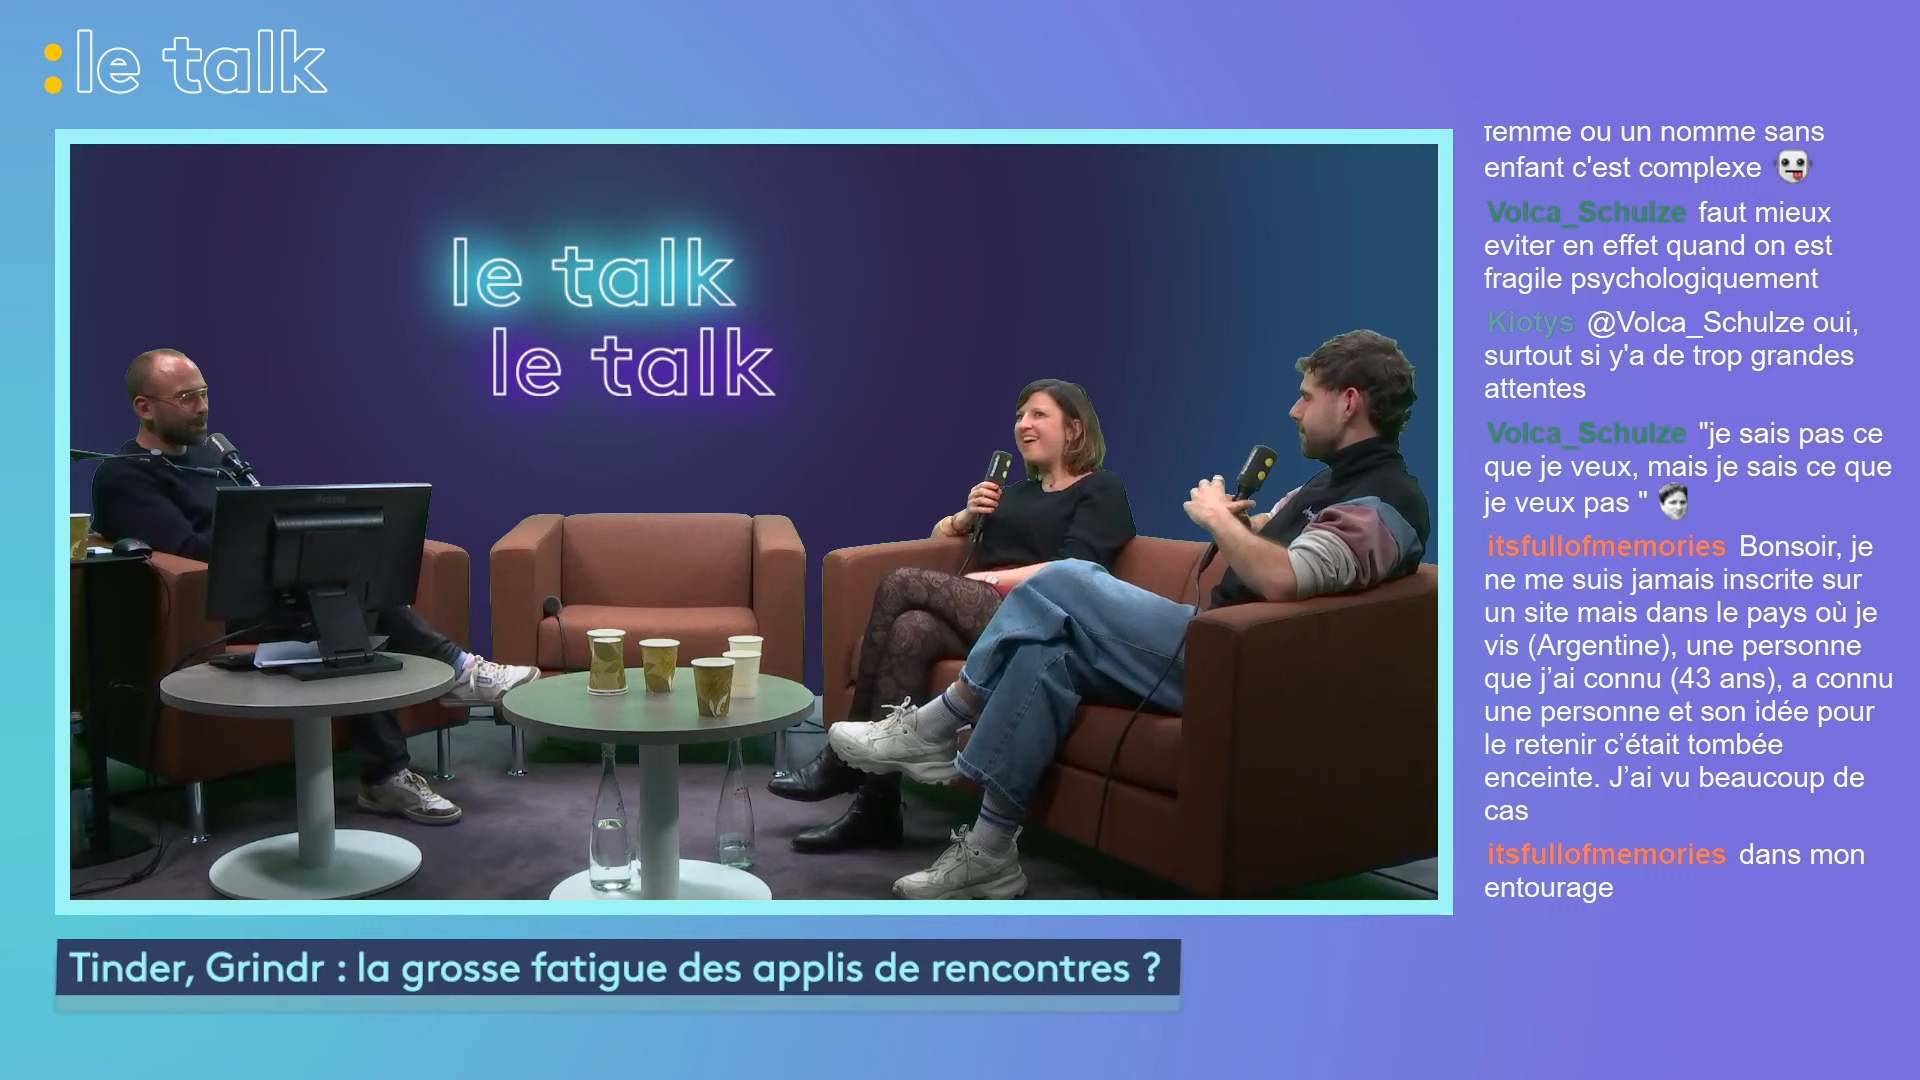 :le talk
le talk
le talk
femme ou un homme sans
enfant c'est complexe
Volca_Schulze faut mieux
eviter en effet quand on est
fragile psychologiquement
Kiotys @Volca_Schulze oui,
surtout si y'a de trop grandes
attentes
Volca_Schulze "je sais pas ce
que je veux, mais je sais ce que
je veux pas "
itsfullofmemories Bonsoir, je
ne me suis jamais inscrite sur
un site mais dans le pays où je
vis (Argentine), une personne
que j’ai connu (43 ans), a connu
une personne et son idée pour
le retenir c’était tombée
enceinte. J’ai vu beaucoup de
cas
itsfullofmemories dans mon
entourage
Tinder, Grindr : la grosse fatigue des applis de rencontres ?